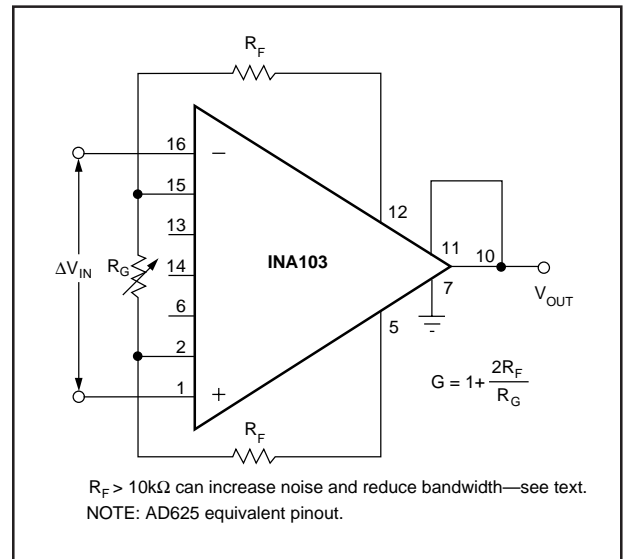 R_F
16
–
15
13
12
11
10
INA103
ΔV_IN
R_G
14
7
V_OUT
6
5
2
G = 1+ 2R_F / R_G
1
+
R_F
R_F > 10kΩ can increase noise and reduce bandwidth—see text.
NOTE: AD625 equivalent pinout.